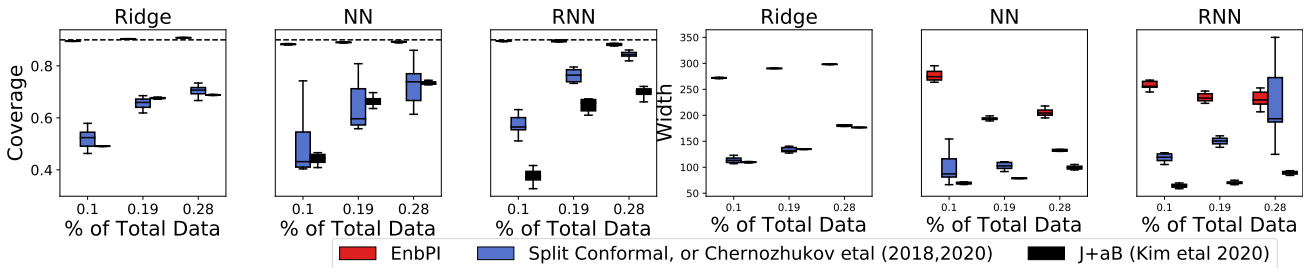 Ridge
NN
RNN
Ridge
NN
RNN
Coverage
0.8
0.6
0.4
0.1 0.19 0.28
% of Total Data
0.1 0.19 0.28
% of Total Data
0.1 0.19 0.28
% of Total Data
Width
350
300
250
200
150
100
50
0.1 0.19 0.28
% of Total Data
0.1 0.19 0.28
% of Total Data
0.1 0.19 0.28
% of Total Data
EnbPI
Split Conformal, or Chernozhukov etal (2018,2020)
J+aB (Kim etal 2020)